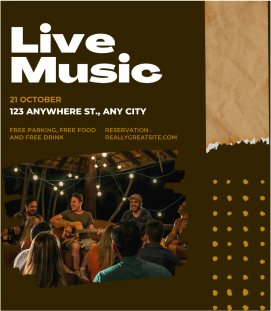 Live
Music
21 OCTOBER
123 ANYWHERE ST., ANY CITY
FREE PARKING, FREE FOOD
AND FREE DRINK
RESERVATION :
REALLYGREATSITE.COM